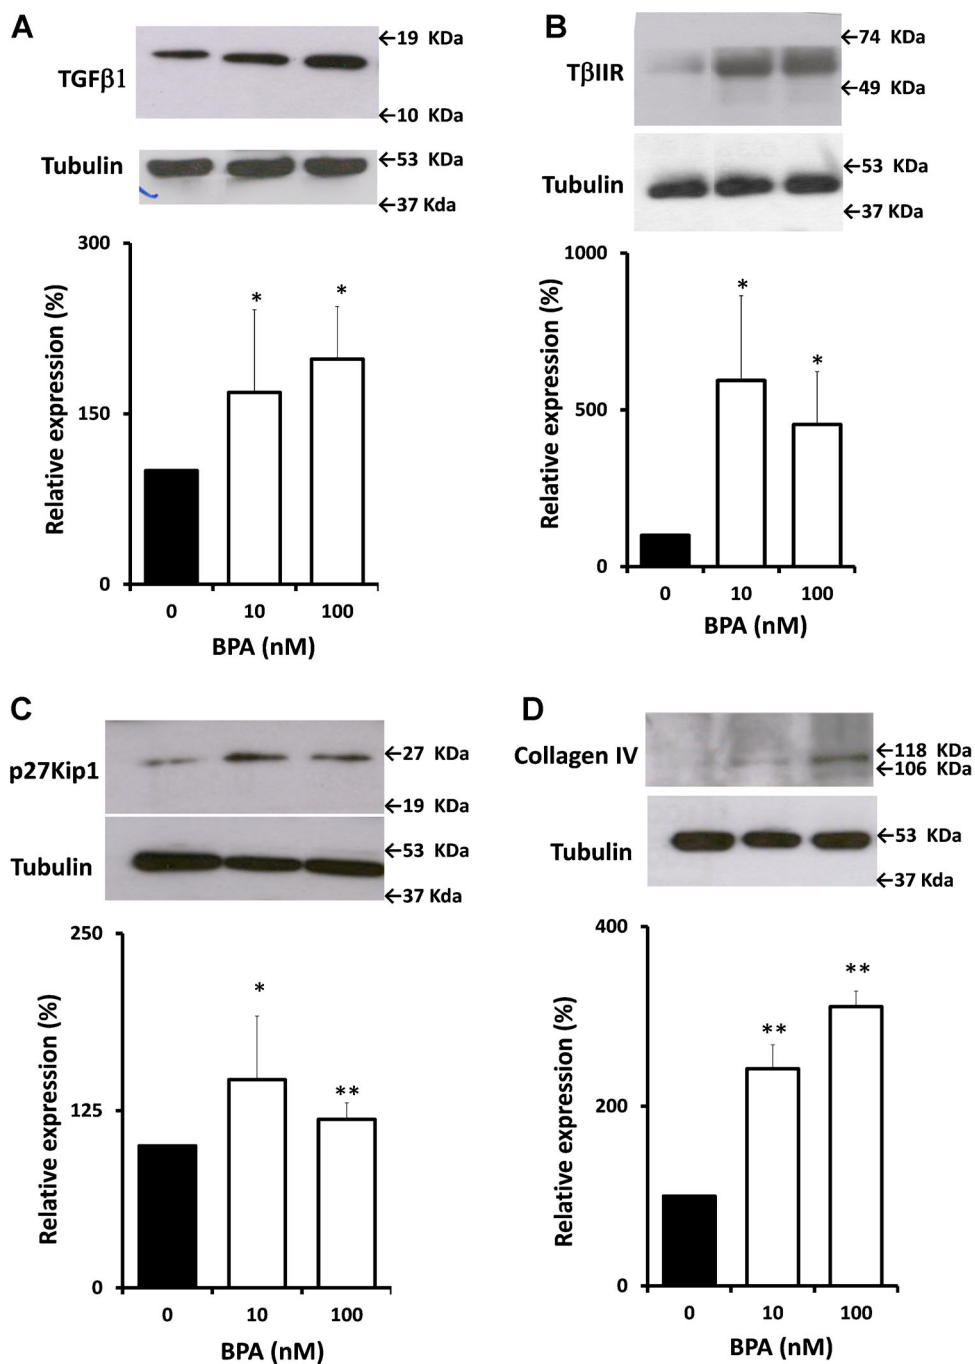 A
TGFβ1
←19 KDa
←10 KDa
Tubulin
←53 KDa
←37 Kda
Relative expression (%)
300
150
0
*
*
0 10 100
BPA (nM)
B
TβIIR
←74 KDa
←49 KDa
Tubulin
←53 KDa
←37 KDa
Relative expression (%)
1000
500
0
*
*
0 10 100
BPA (nM)
C
p27Kip1
←27 KDa
←19 KDa
Tubulin
←53 KDa
←37 Kda
Relative expression (%)
250
125
0
*
**
0 10 100
BPA (nM)
D
Collagen IV
←118 KDa
←106 KDa
Tubulin
←53 KDa
←37 Kda
Relative expression (%)
400
200
0
**
**
0 10 100
BPA (nM)